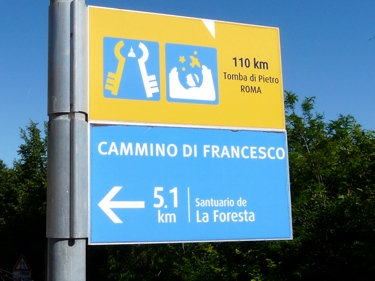 110 km
Tomba di Pietro
ROMA
CAMMINO DI FRANCESCO
5.1 km
Santuario de
La Foresta